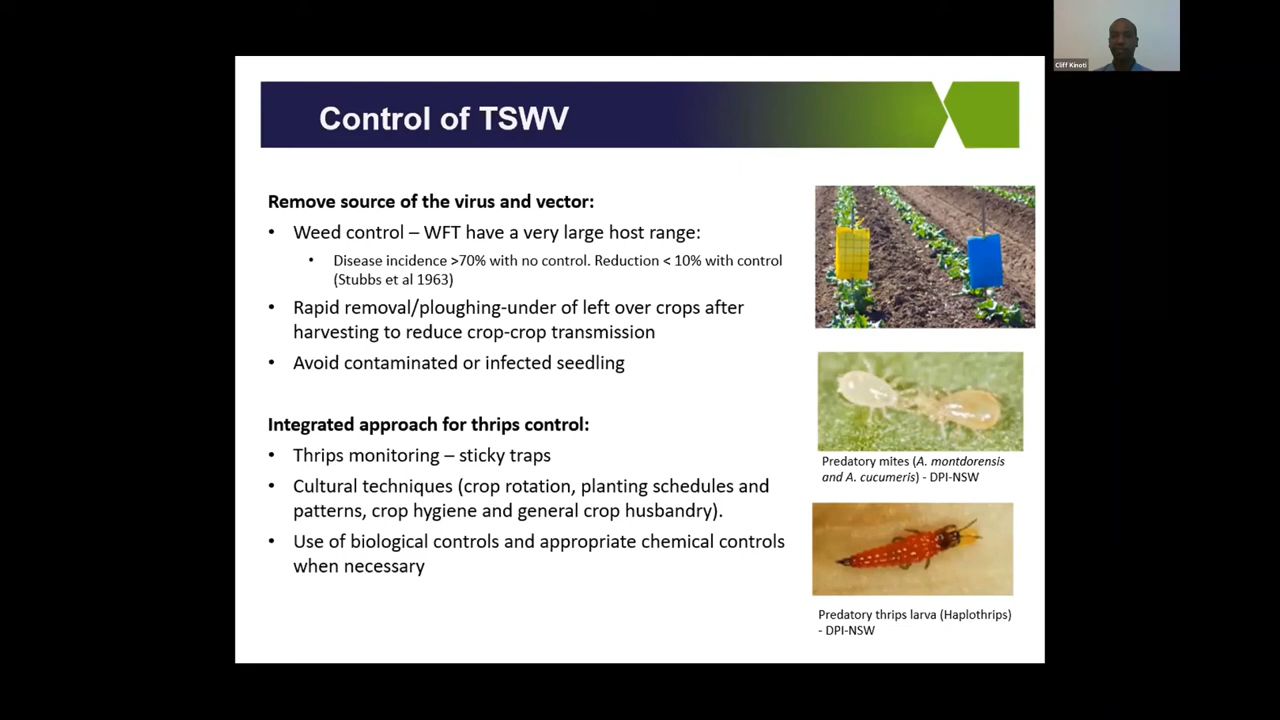 Cliff Kinoti
Control of TSWV
Remove source of the virus and vector:
• Weed control – WFT have a very large host range:
• Disease incidence >70% with no control. Reduction < 10% with control
(Stubbs et al 1963)
• Rapid removal/ploughing-under of left over crops after
harvesting to reduce crop-crop transmission
• Avoid contaminated or infected seedling
Integrated approach for thrips control:
• Thrips monitoring – sticky traps
• Cultural techniques (crop rotation, planting schedules and
patterns, crop hygiene and general crop husbandry).
• Use of biological controls and appropriate chemical controls
when necessary
Predatory mites (A. montdorensis
and A. cucumeris) - DPI-NSW
Predatory thrips larva (Haplothrips)
- DPI-NSW